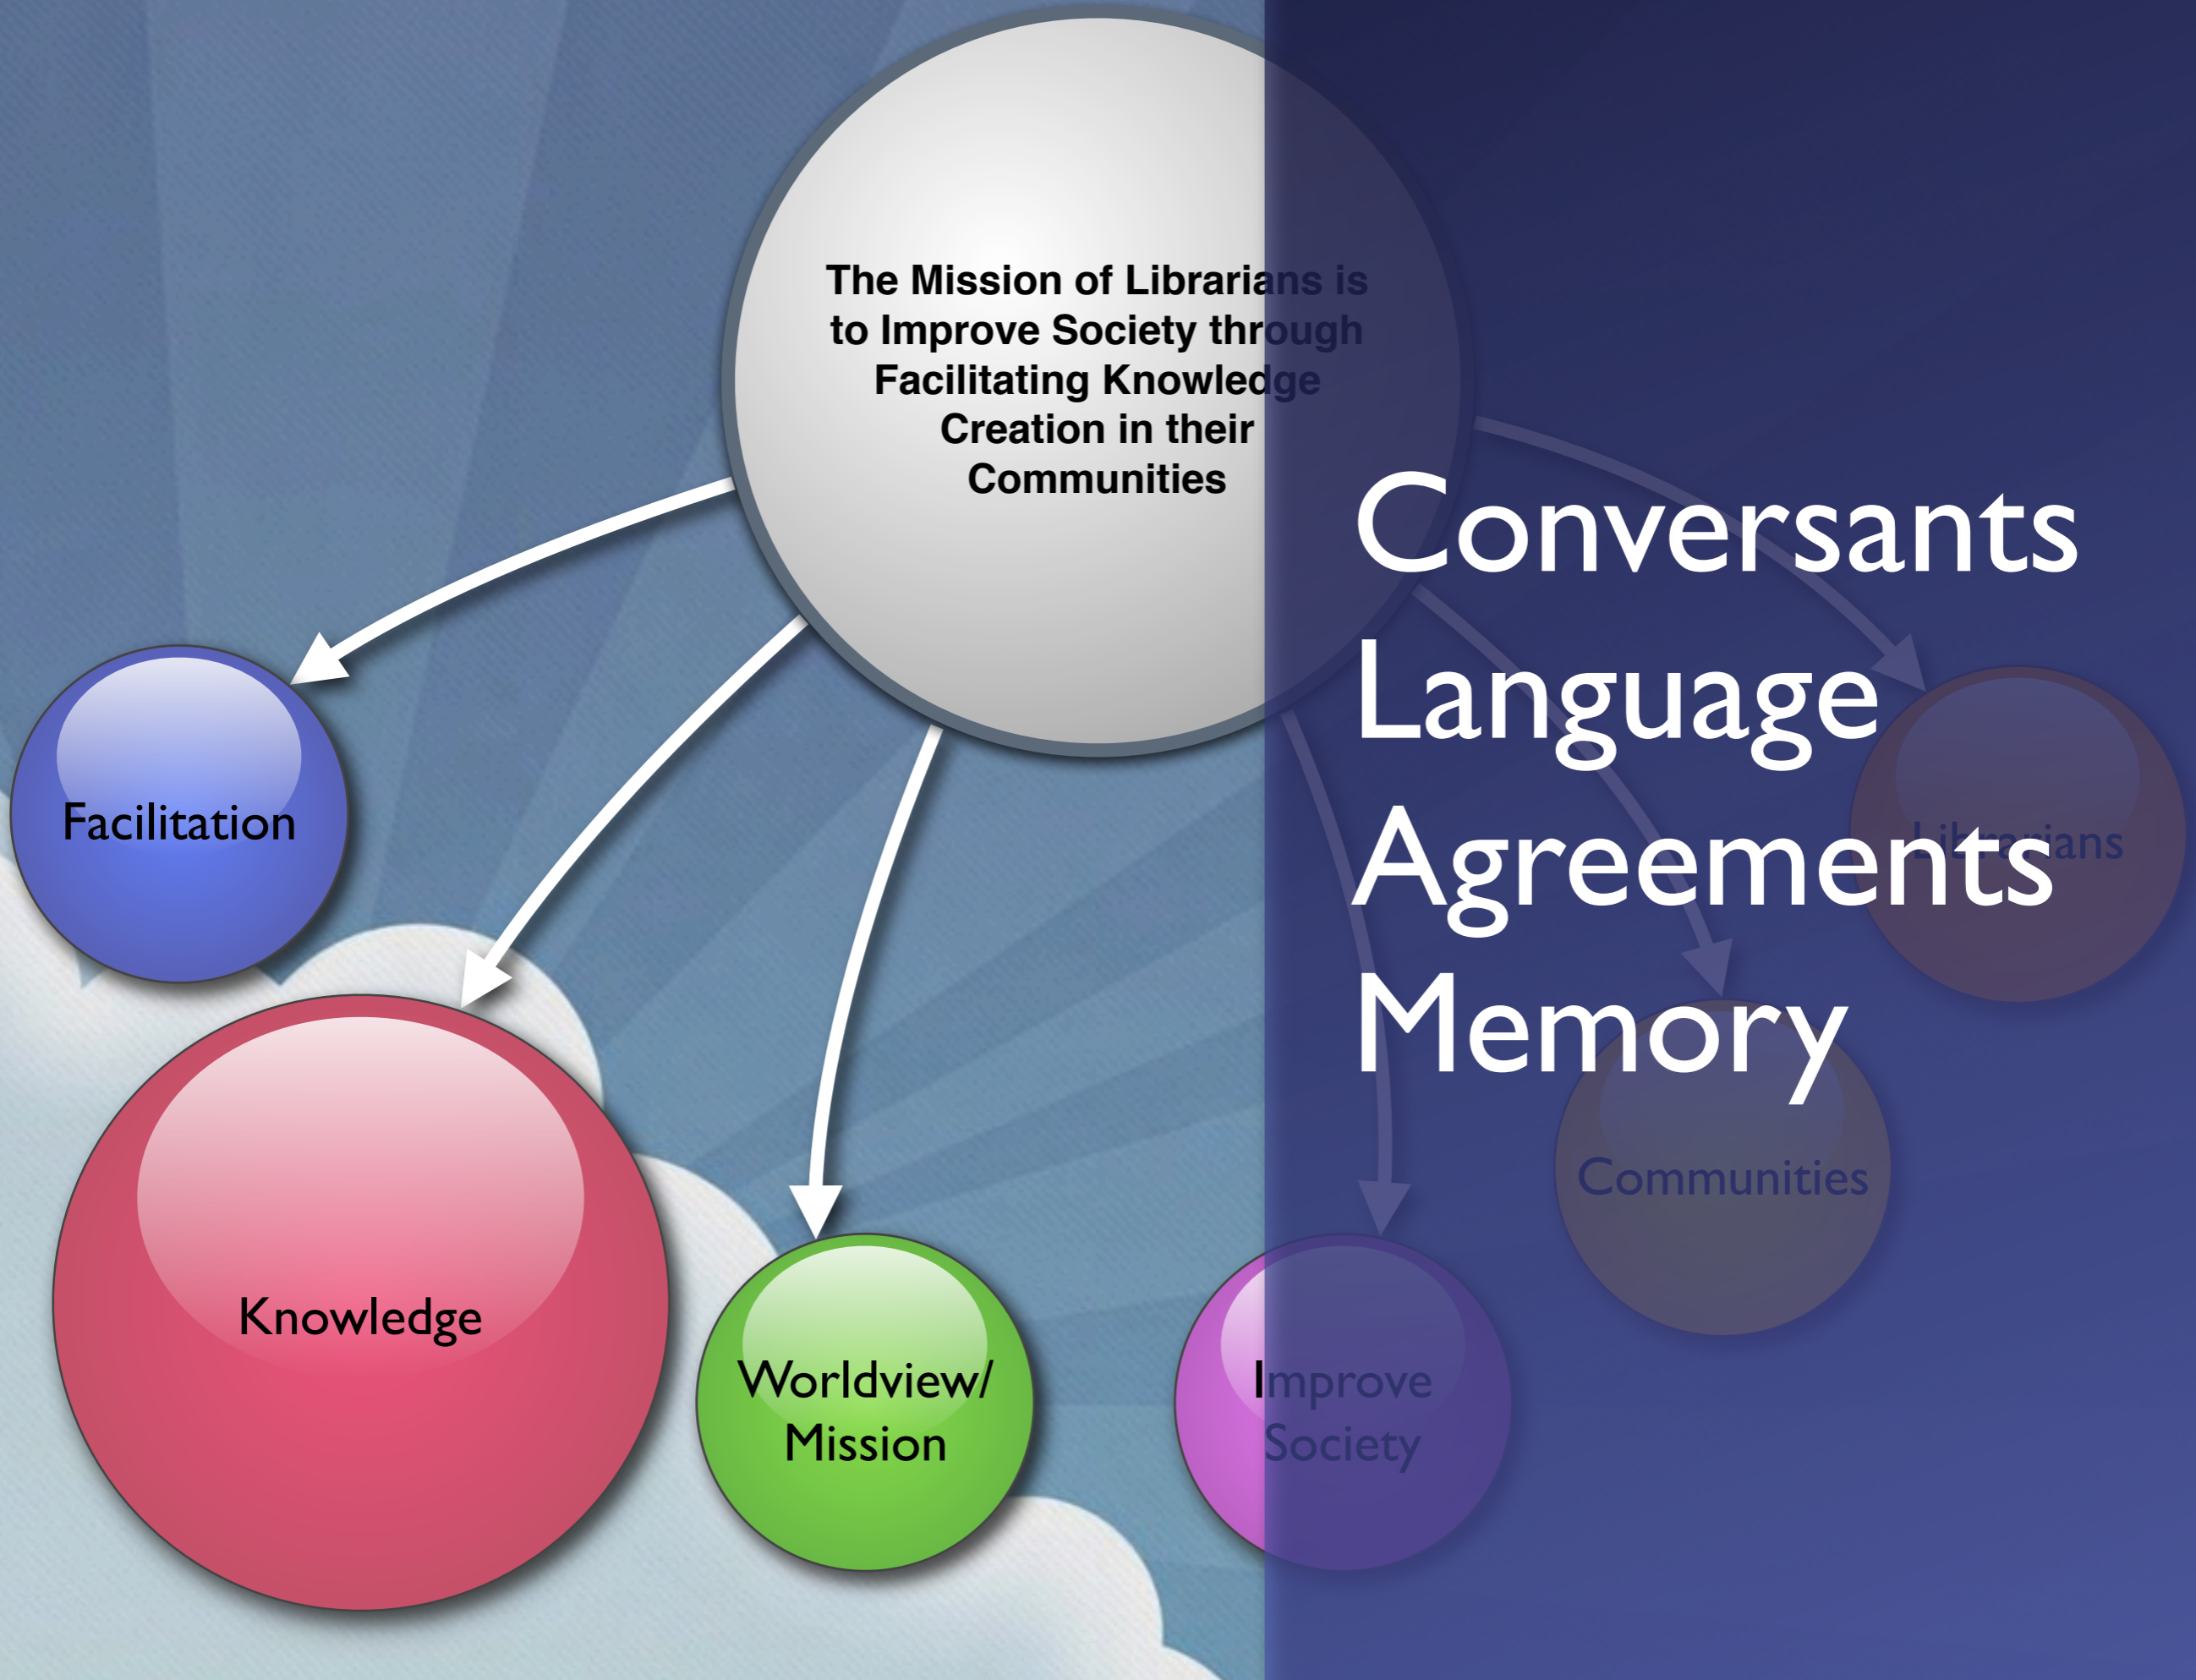 The Mission of Librarians is
to Improve Society through
Facilitating Knowledge
Creation in their
Communities
Conversants
Language
Agreements
Memory
Facilitation
Librarians
Knowledge
Communities
Worldview/
Mission
Improve
Society